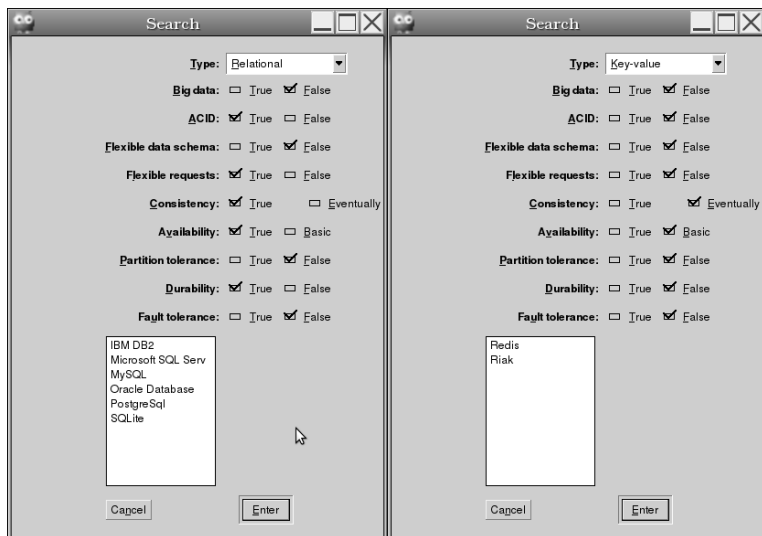 Search
Type: Relational
Big data: True False
ACID: True False
Flexible data schema: True False
Flexible requests: True False
Consistency: True Eventually
Availability: True Basic
Partition tolerance: True False
Durability: True False
Fault tolerance: True False
IBM DB2
Microsoft SQL Serv
MySQL
Oracle Database
PostgreSql
SQLite
Cancel Enter
Search
Type: Key-value
Big data: True False
ACID: True False
Flexible data schema: True False
Flexible requests: True False
Consistency: True Eventually
Availability: True Basic
Partition tolerance: True False
Durability: True False
Fault tolerance: True False
Redis
Riak
Cancel Enter